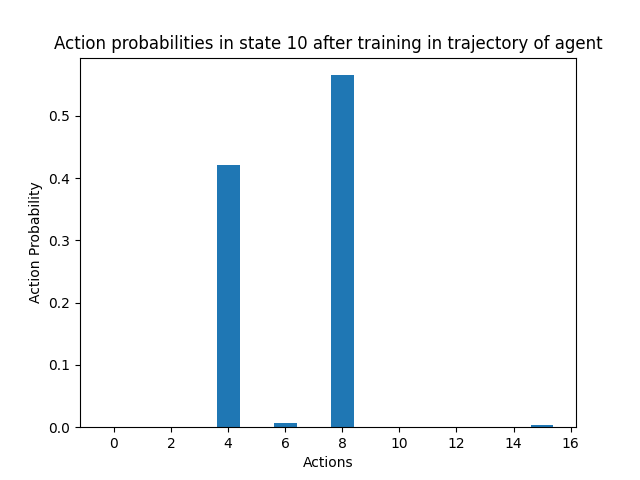 Action probabilities in state 10 after training in trajectory of agent
Action Probability
0.5
0.4
0.3
0.2
0.1
0.0
0 2 4 6 8 10 12 14 16
Actions